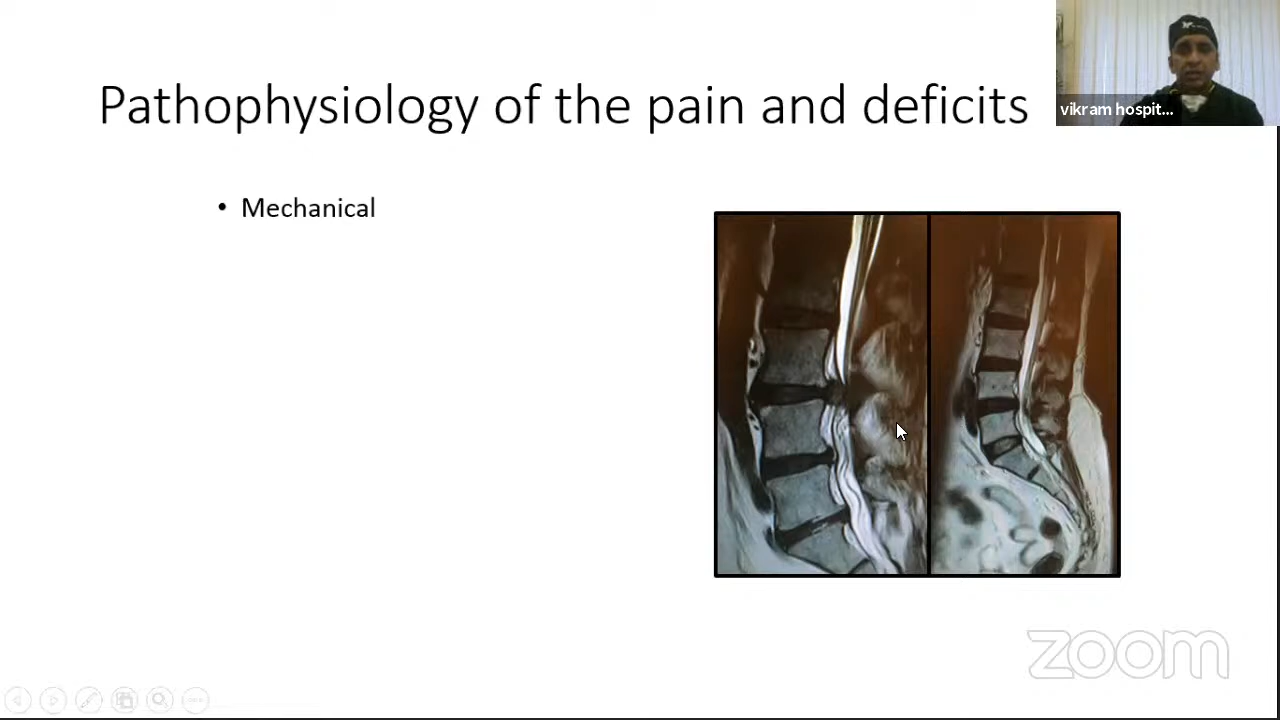 Pathophysiology of the pain and deficits
vikram hospit...
• Mechanical
zoom